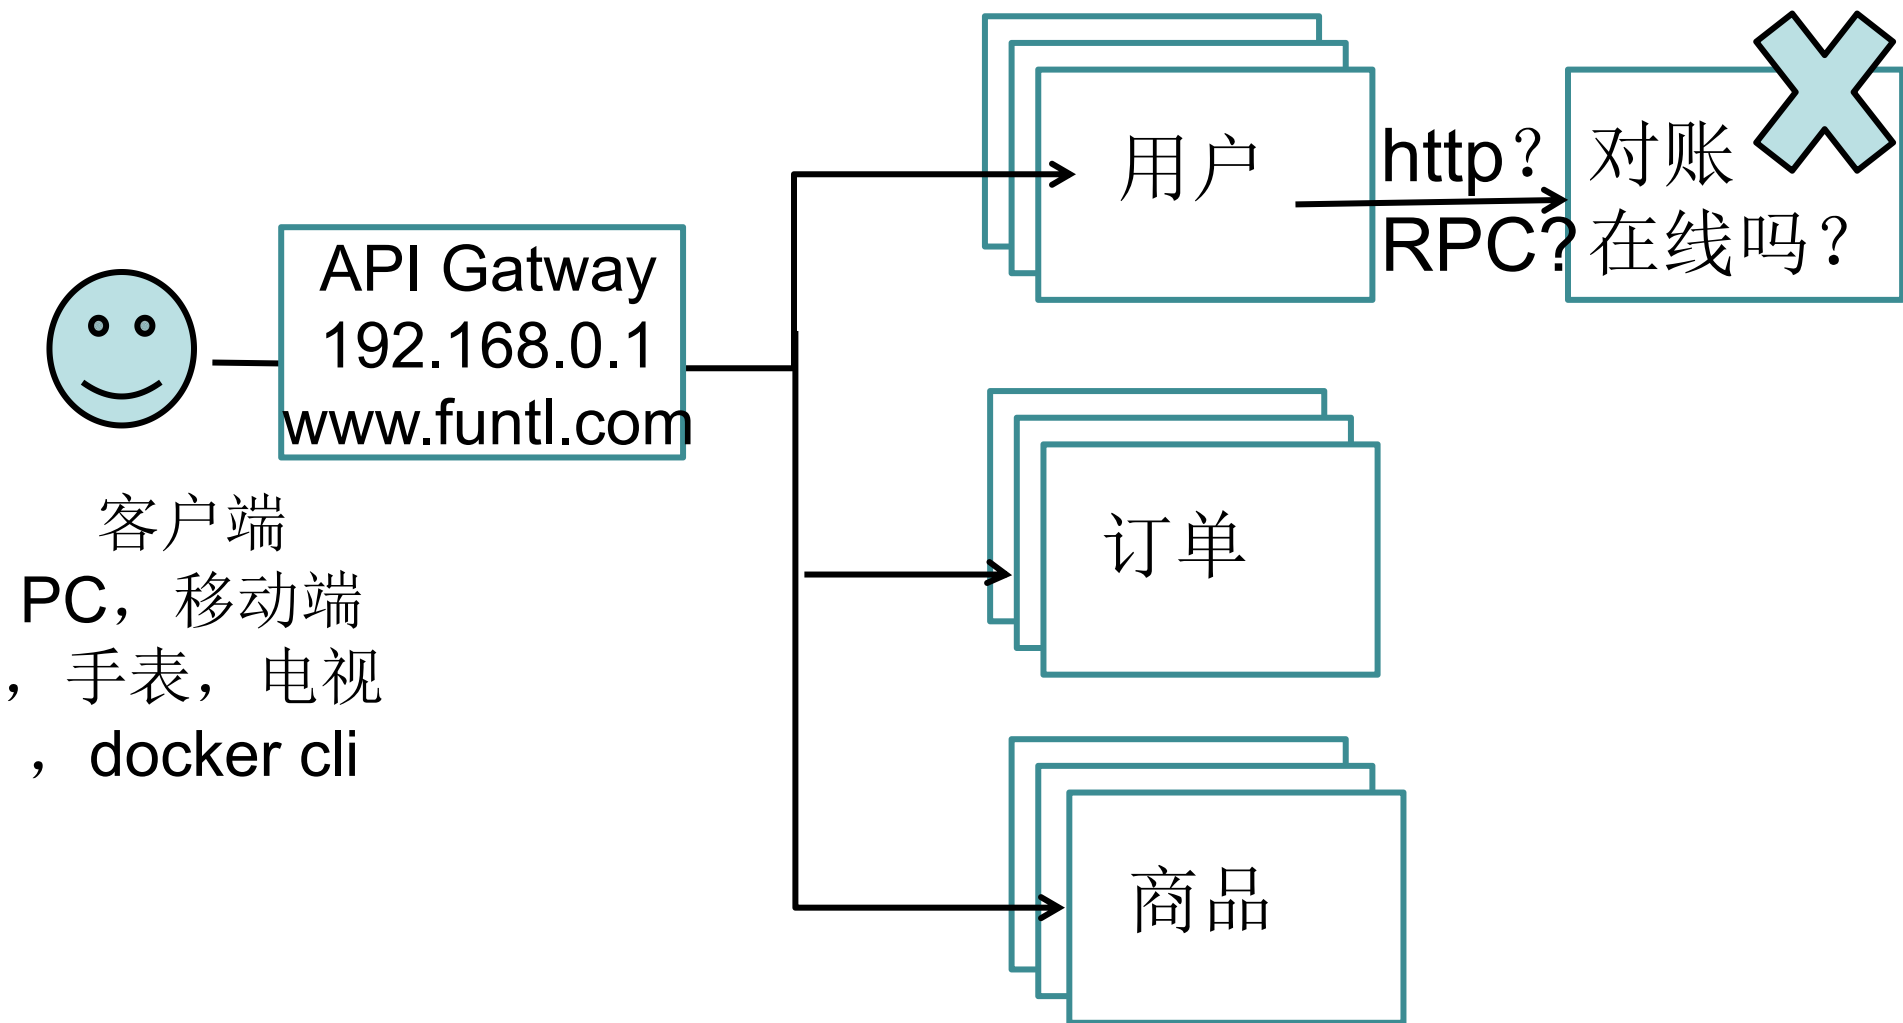 API Gatway
192.168.0.1
www.funtl.com
客户端
PC，移动端
，手表，电视
，docker cli
用户
http？
RPC?
对账
在线吗？
订单
商品